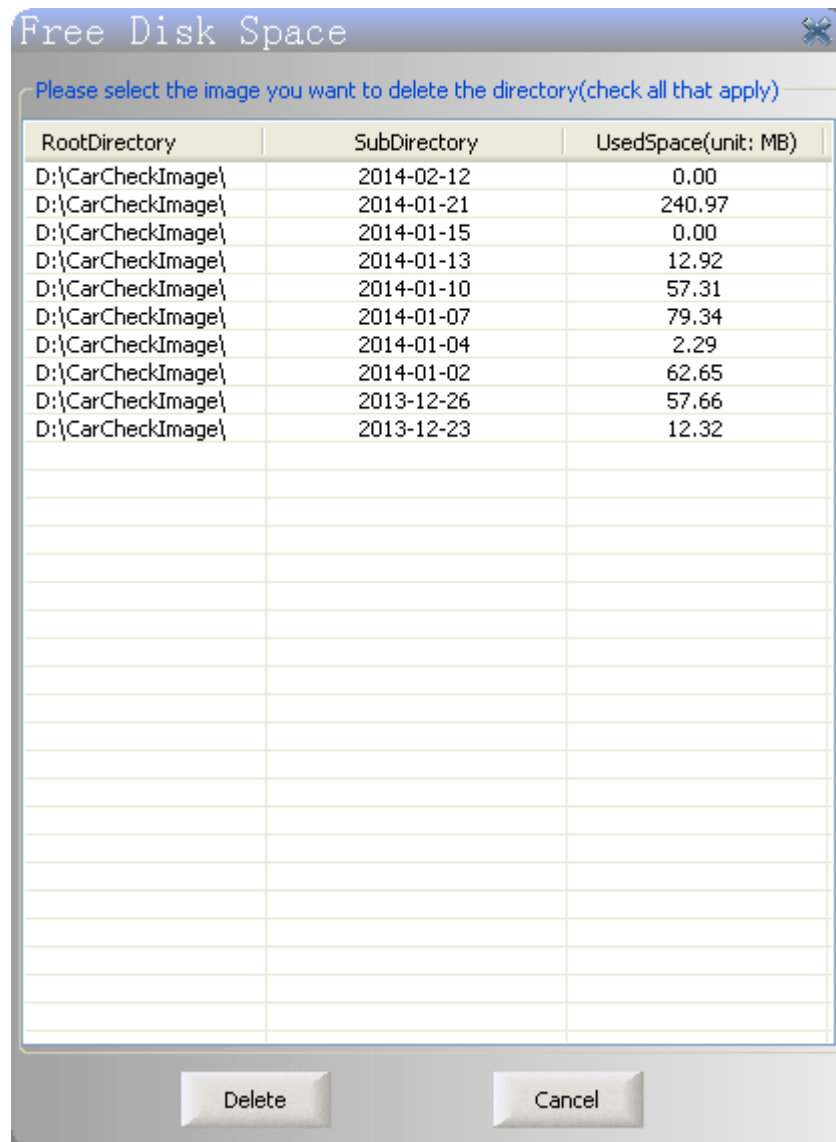 Free Disk Space
Please select the image you want to delete the directory(check all that apply)
RootDirectory SubDirectory UsedSpace(unit: MB)
D:\CarCheckImage\ 2014-02-12 0.00
D:\CarCheckImage\ 2014-01-21 240.97
D:\CarCheckImage\ 2014-01-15 0.00
D:\CarCheckImage\ 2014-01-13 12.92
D:\CarCheckImage\ 2014-01-10 57.31
D:\CarCheckImage\ 2014-01-07 79.34
D:\CarCheckImage\ 2014-01-04 2.29
D:\CarCheckImage\ 2014-01-02 62.65
D:\CarCheckImage\ 2013-12-26 57.66
D:\CarCheckImage\ 2013-12-23 12.32
Delete Cancel